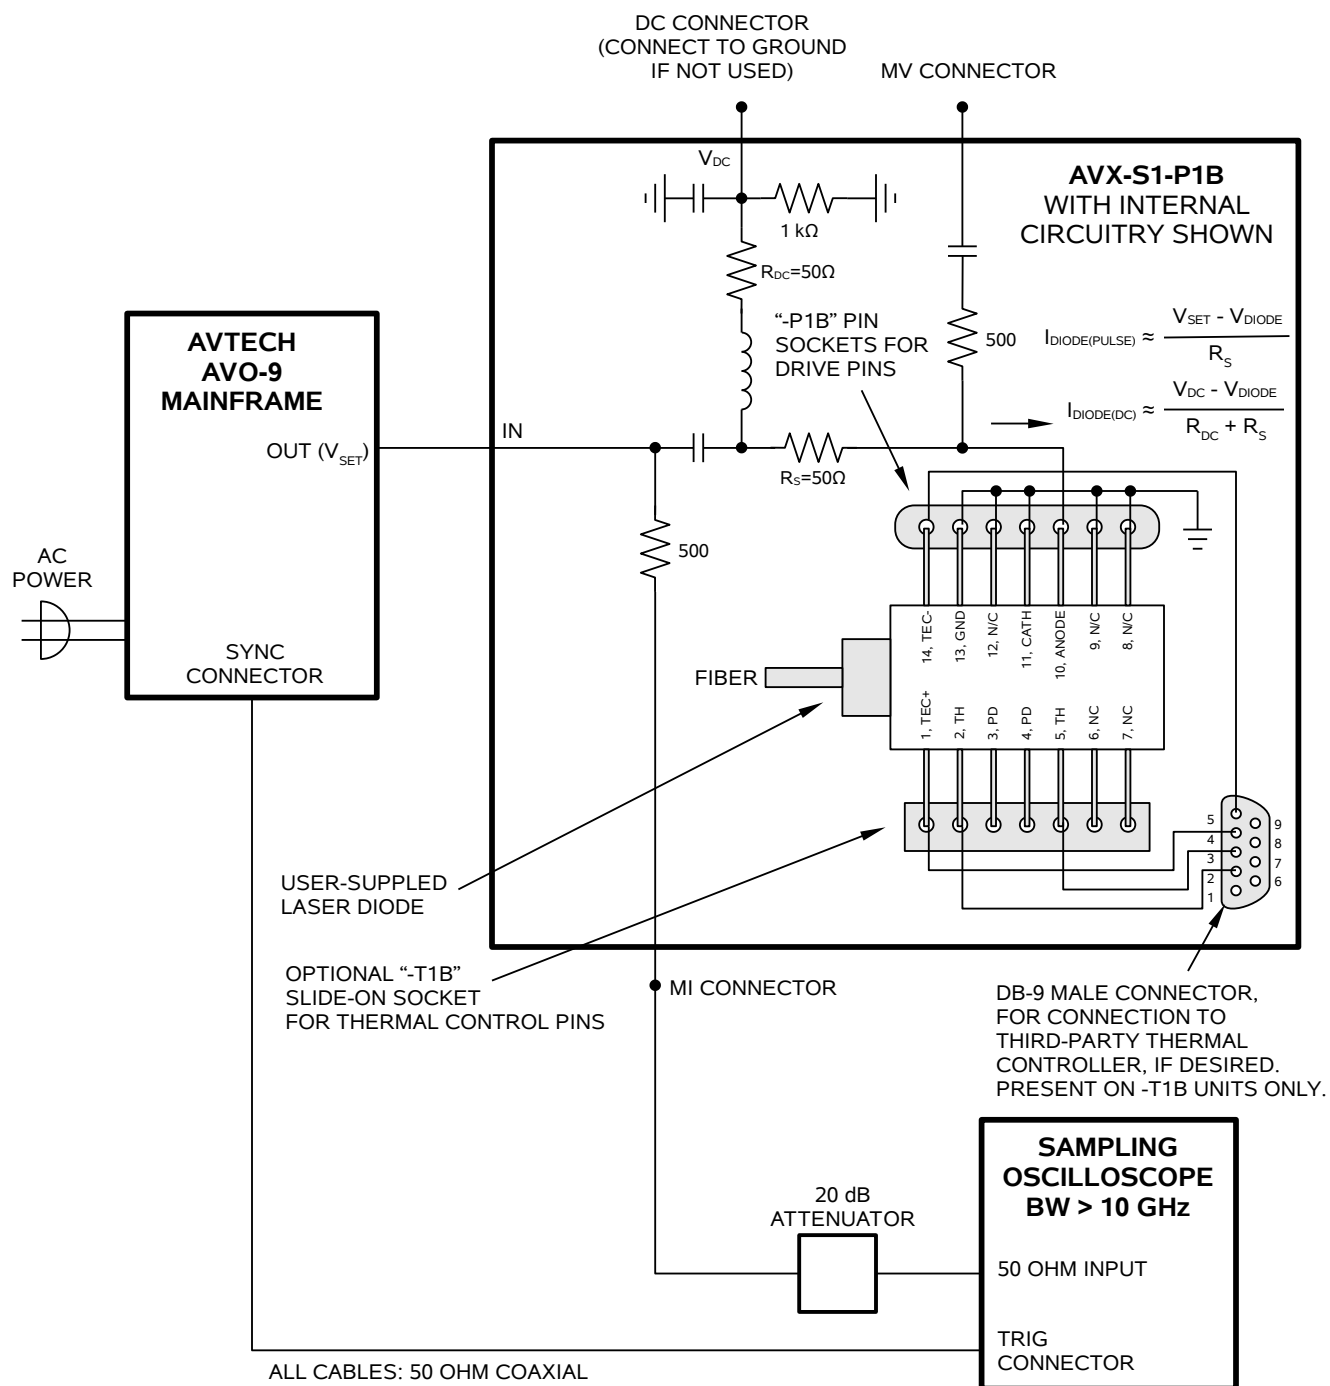 DC CONNECTOR
(CONNECT TO GROUND
IF NOT USED)
MV CONNECTOR
VDC
1 kΩ
RDC=50Ω
AVX-S1-P1B
WITH INTERNAL
CIRCUITRY SHOWN
“-P1B” PIN
SOCKETS FOR
DRIVE PINS
500
IDIODE(PULSE) ≈ VSET - VDIODE
RS
IDIODE(DC) ≈ VDC - VDIODE
RDC + RS
AVTECH
AVO-9
MAINFRAME
OUT (VSET)
IN
RS=50Ω
500
AC
POWER
SYNC
CONNECTOR
FIBER
14, TEC-
13, GND
12, N/C
11, CATH
10, ANODE
9, N/C
8, N/C
1, TEC+
2, TH
3, PD
4, PD
5, TH
6, NC
7, NC
5
4
3
2
1
9
8
7
6
USER-SUPPLED
LASER DIODE
OPTIONAL “-T1B”
SLIDE-ON SOCKET
FOR THERMAL CONTROL PINS
MI CONNECTOR
DB-9 MALE CONNECTOR,
FOR CONNECTION TO
THIRD-PARTY THERMAL
CONTROLLER, IF DESIRED.
PRESENT ON -T1B UNITS ONLY.
20 dB
ATTENUATOR
SAMPLING
OSCILLOSCOPE
BW > 10 GHz
50 OHM INPUT
TRIG
CONNECTOR
ALL CABLES: 50 OHM COAXIAL